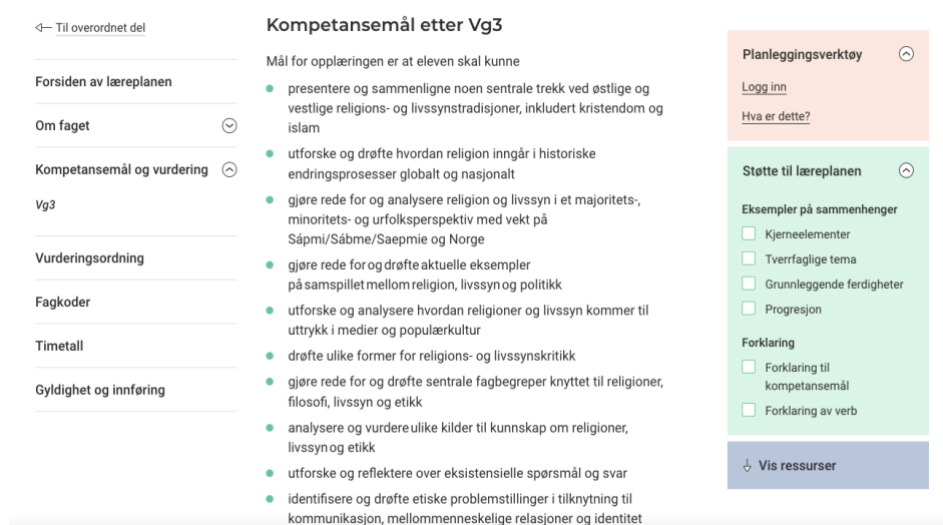 Til overordnet del
Forsiden av læreplanen
Om faget
Kompetansemål og vurdering
Vg3
Vurderingsordning
Fagkoder
Timetall
Gyldighet og innføring
Kompetansemål etter Vg3
Mål for opplæringen er at eleven skal kunne
presentere og sammenligne noen sentrale trekk ved østlige og
vestlige religions- og livssynstradisjoner, inkludert kristendom og
islam
utforske og drøfte hvordan religion inngår i historiske
endringsprosesser globalt og nasjonalt
gjøre rede for og analysere religion og livssyn i et majoritets-,
minoritets- og urfolksperspektiv med vekt på
Sápmi/Sábme/Saepmie og Norge
gjøre rede for og drøfte aktuelle eksempler
på samspillet mellom religion, livssyn og politikk
utforske og analysere hvordan religioner og livssyn kommer til
uttrykk i medier og populærkultur
drøfte ulike former for religions- og livssynskritikk
gjøre rede for og drøfte sentrale fagbegreper knyttet til religioner,
filosofi, livssyn og etikk
analysere og vurdere ulike kilder til kunnskap om religioner,
livssyn og etikk
utforske og reflektere over eksistensielle spørsmål og svar
identifisere og drøfte etiske problemstillinger i tilknytning til
kommunikasjon, mellommenneskelige relasjoner og identitet
Planleggingsverktøy
Logg inn
Hva er dette?
Støtte til læreplanen
Eksempler på sammenhenger
Kjerneelementer
Tverrfaglige tema
Grunnleggende ferdigheter
Progresjon
Forklaring
Forklaring til
kompetansemål
Forklaring av verb
Vis ressurser